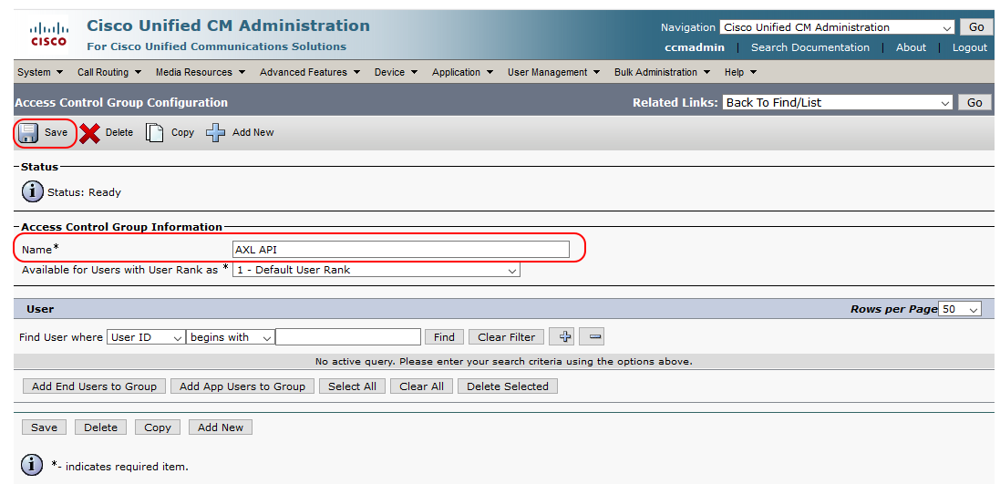 Cisco Unified CM Administration
CISCO
For Cisco Unified Communications Solutions
Navigation Cisco Unified CM Administration Go
ccmadmin | Search Documentation | About | Logout
System Call Routing Media Resources Advanced Features Device Application User Management Bulk Administration Help
Access Control Group Configuration Related Links: Back To Find/List Go
Save Delete Copy Add New
Status
i Status: Ready
Access Control Group Information
Name* AXL API
Available for Users with User Rank as * 1 - Default User Rank
User Rows per Page 50
Find User where User ID begins with Find Clear Filter
No active query. Please enter your search criteria using the options above.
Add End Users to Group Add App Users to Group Select All Clear All Delete Selected
Save Delete Copy Add New
i *- indicates required item.